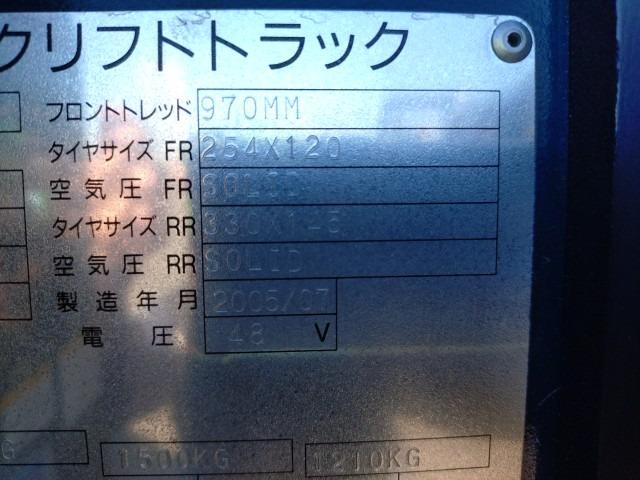 クリフトトラック
フロントトレッド 970MM
タイヤサイズ FR 254X120
空気圧 FR SOLID
タイヤサイズ RR
空気圧 RR SOLID
製造年月 2005/07
電圧 48 V
G 1500KG 1210KG